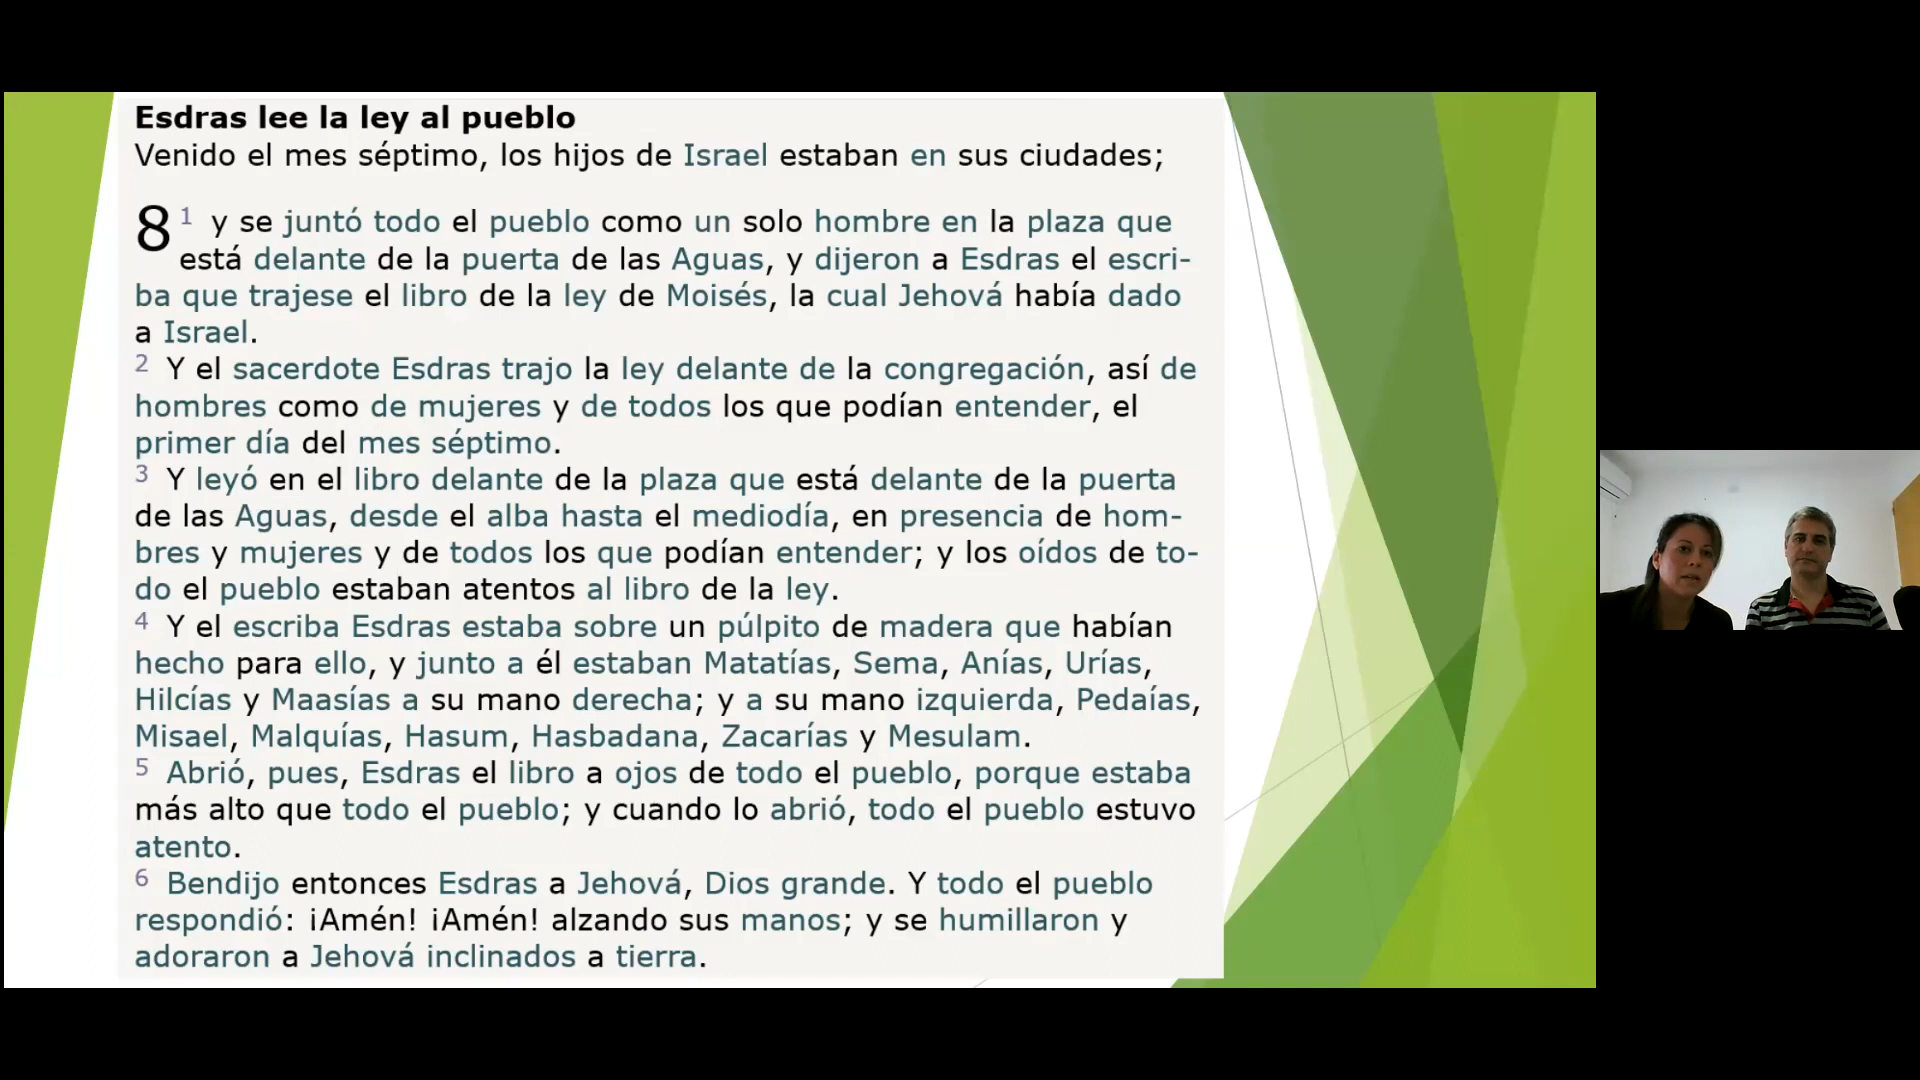 Esdras lee la ley al pueblo
Venido el mes séptimo, los hijos de Israel estaban en sus ciudades;
8 1 y se juntó todo el pueblo como un solo hombre en la plaza que
está delante de la puerta de las Aguas, y dijeron a Esdras el escri-
ba que trajese el libro de la ley de Moisés, la cual Jehová había dado
a Israel.
2 Y el sacerdote Esdras trajo la ley delante de la congregación, así de
hombres como de mujeres y de todos los que podían entender, el
primer día del mes séptimo.
3 Y leyó en el libro delante de la plaza que está delante de la puerta
de las Aguas, desde el alba hasta el mediodía, en presencia de hom-
bres y mujeres y de todos los que podían entender; y los oídos de to-
do el pueblo estaban atentos al libro de la ley.
4 Y el escriba Esdras estaba sobre un púlpito de madera que habían
hecho para ello, y junto a él estaban Matatías, Sema, Anías, Urías,
Hilcías y Maasías a su mano derecha; y a su mano izquierda, Pedaías,
Misael, Malquías, Hasum, Hasbadana, Zacarías y Mesulam.
5 Abrió, pues, Esdras el libro a ojos de todo el pueblo, porque estaba
más alto que todo el pueblo; y cuando lo abrió, todo el pueblo estuvo
atento.
6 Bendijo entonces Esdras a Jehová, Dios grande. Y todo el pueblo
respondió: ¡Amén! ¡Amén! alzando sus manos; y se humillaron y
adoraron a Jehová inclinados a tierra.